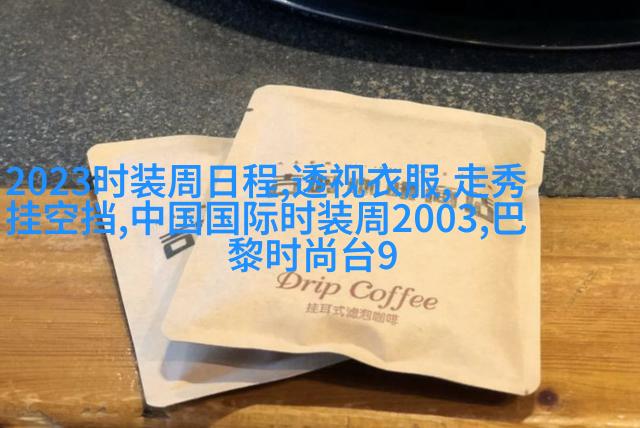 2023时装周日程,透视衣服,走秀
挂空挡,中国国际时装周2003,巴
黎时尚台9
Drip Coffee
挂耳式滤泡咖啡